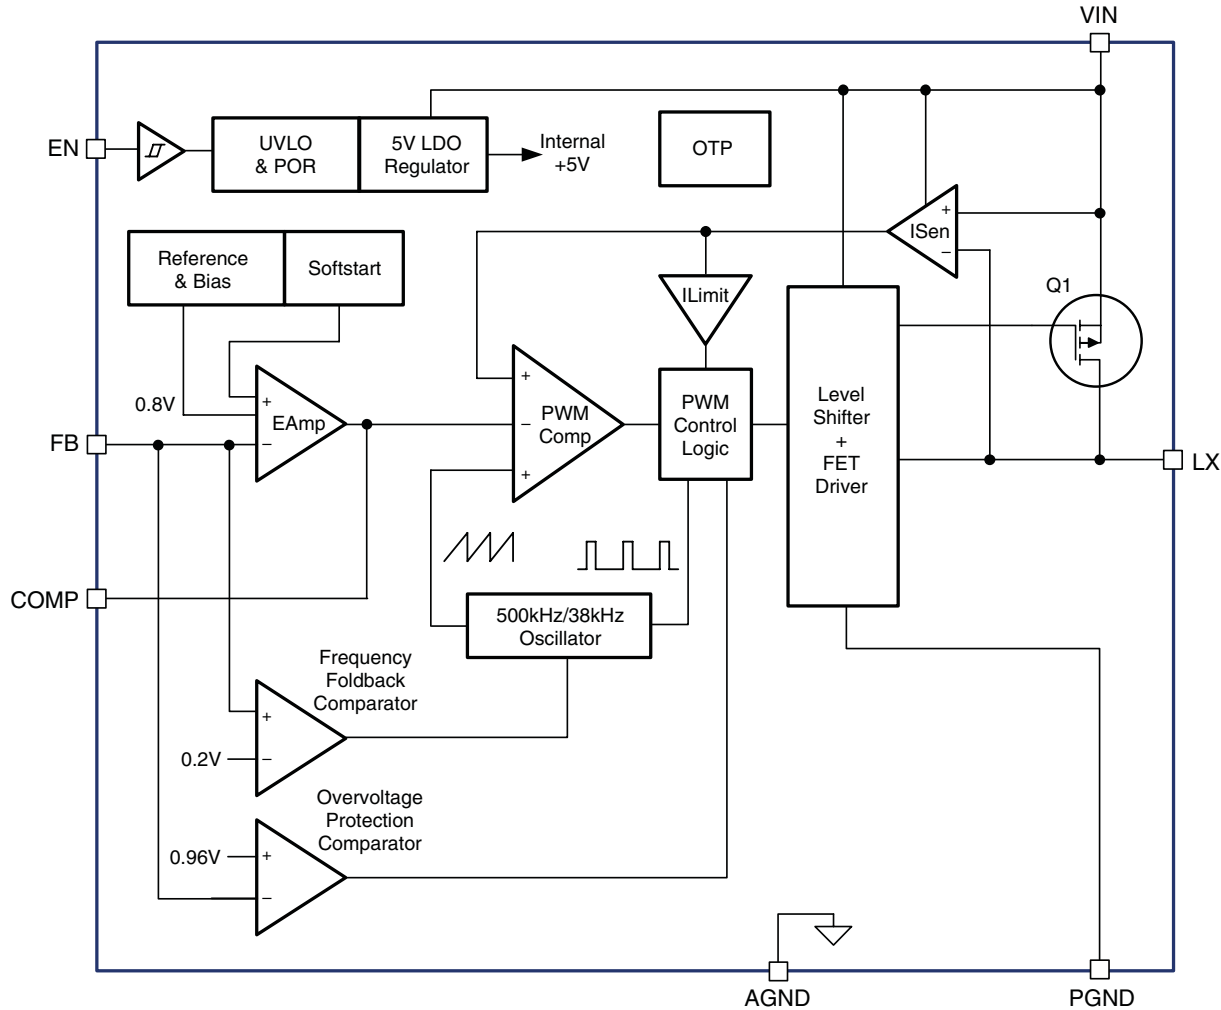 VIN
EN
UVLO
& POR
5V LDO
Regulator
Internal
+5V
OTP
Reference
& Bias
Softstart
ISen
+
–
Q1
ILimit
0.8V
+
EAmp
–
FB
+
PWM
Comp
–
+
PWM
Control
Logic
Level
Shifter
+
FET
Driver
LX
COMP
500kHz/38kHz
Oscillator
Frequency
Foldback
Comparator
+
0.2V
–
Overvoltage
Protection
Comparator
0.96V
+
–
AGND
PGND